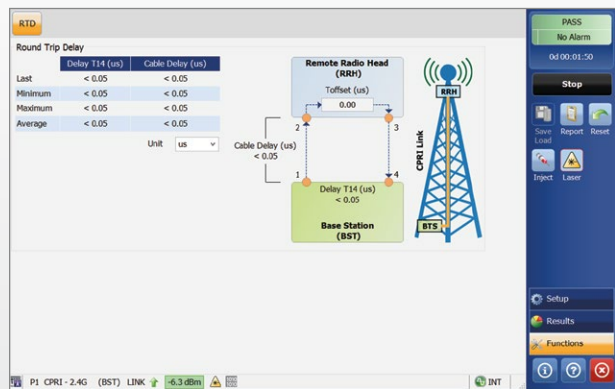 RTD
Round Trip Delay
Delay T14 (us) Cable Delay (us)
Last < 0.05 < 0.05
Minimum < 0.05 < 0.05
Maximum < 0.05 < 0.05
Average < 0.05 < 0.05
Unit us
Remote Radio Head
(RRH)
Toffset (us)
0.00
2 3
Cable Delay (us)
< 0.05
1 4
Delay T14 (us)
< 0.05
Base Station
(BST)
CPRI Link
RRH
BTS
PASS
No Alarm
0d 00:01:50
Stop
Save
Load
Report
Reset
Inject
Laser
Setup
Results
Functions
P1 CPRI - 2.4G (BST) LINK -6.3 dBm INT